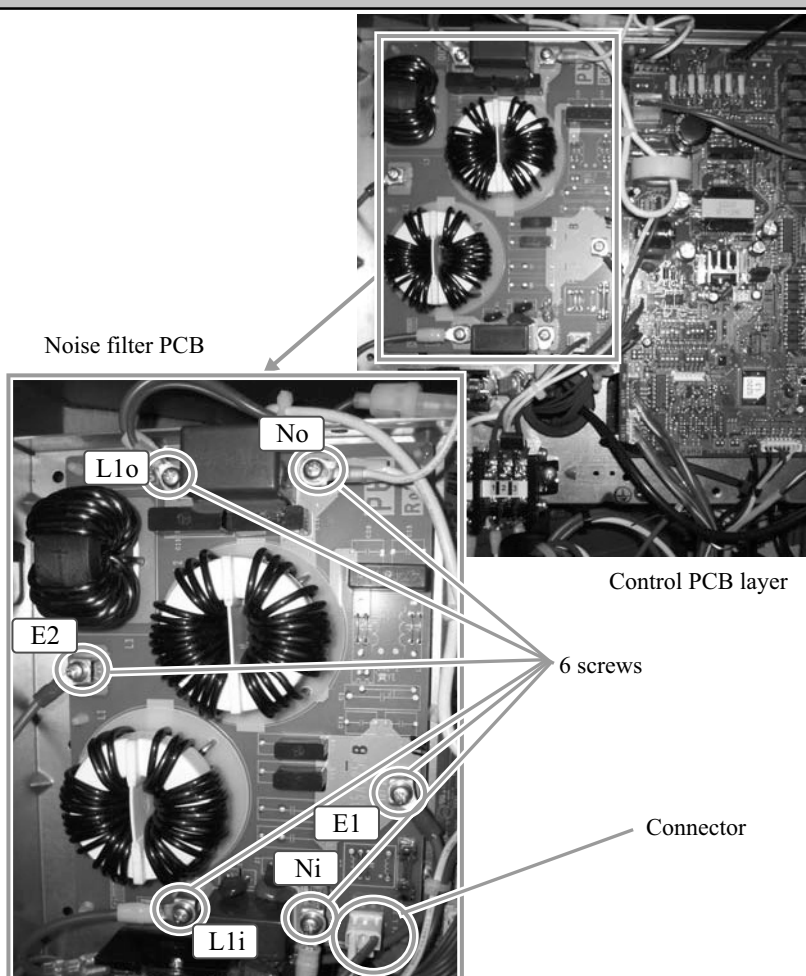 Noise filter PCB
No
L1o
Control PCB layer
E2
6 screws
E1
Connector
Ni
L1i